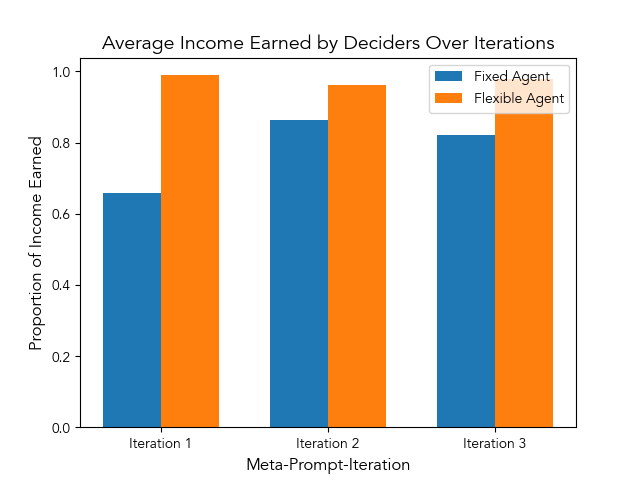 Average Income Earned by Deciders Over Iterations
Fixed Agent
Flexible Agent
Proportion of Income Earned
1.0
0.8
0.6
0.4
0.2
0.0
Iteration 1
Iteration 2
Iteration 3
Meta-Prompt-Iteration